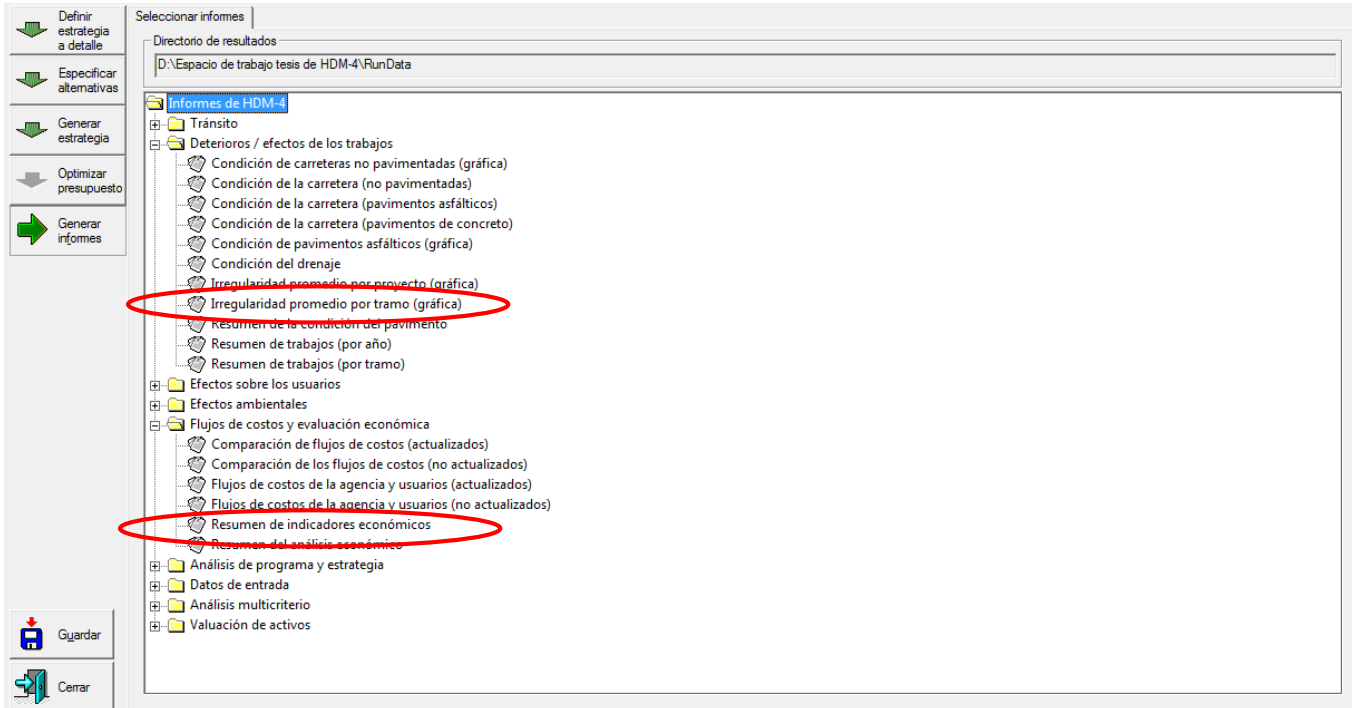 Definir
estrategia
a detalle
Especificar
alternativas
Generar
estrategia
Optimizar
presupuesto
Generar
informes
Guardar
Cerrar
Seleccionar informes
Directorio de resultados
D:\Espacio de trabajo tesis de HDM-4\RunData
Informes de HDM-4
Tránsito
Deterioros / efectos de los trabajos
Condición de carreteras no pavimentadas (gráfica)
Condición de la carretera (no pavimentadas)
Condición de la carretera (pavimentos asfálticos)
Condición de la carretera (pavimentos de concreto)
Condición de pavimentos asfálticos (gráfica)
Condición del drenaje
Irregularidad promedio por proyecto (gráfica)
Irregularidad promedio por tramo (gráfica)
Resumen de la condición del pavimento
Resumen de trabajos (por año)
Resumen de trabajos (por tramo)
Efectos sobre los usuarios
Efectos ambientales
Flujos de costos y evaluación económica
Comparación de flujos de costos (actualizados)
Comparación de los flujos de costos (no actualizados)
Flujos de costos de la agencia y usuarios (actualizados)
Flujos de costos de la agencia y usuarios (no actualizados)
Resumen de indicadores económicos
Resumen del análisis económico
Análisis de programa y estrategia
Datos de entrada
Análisis multicriterio
Valuación de activos